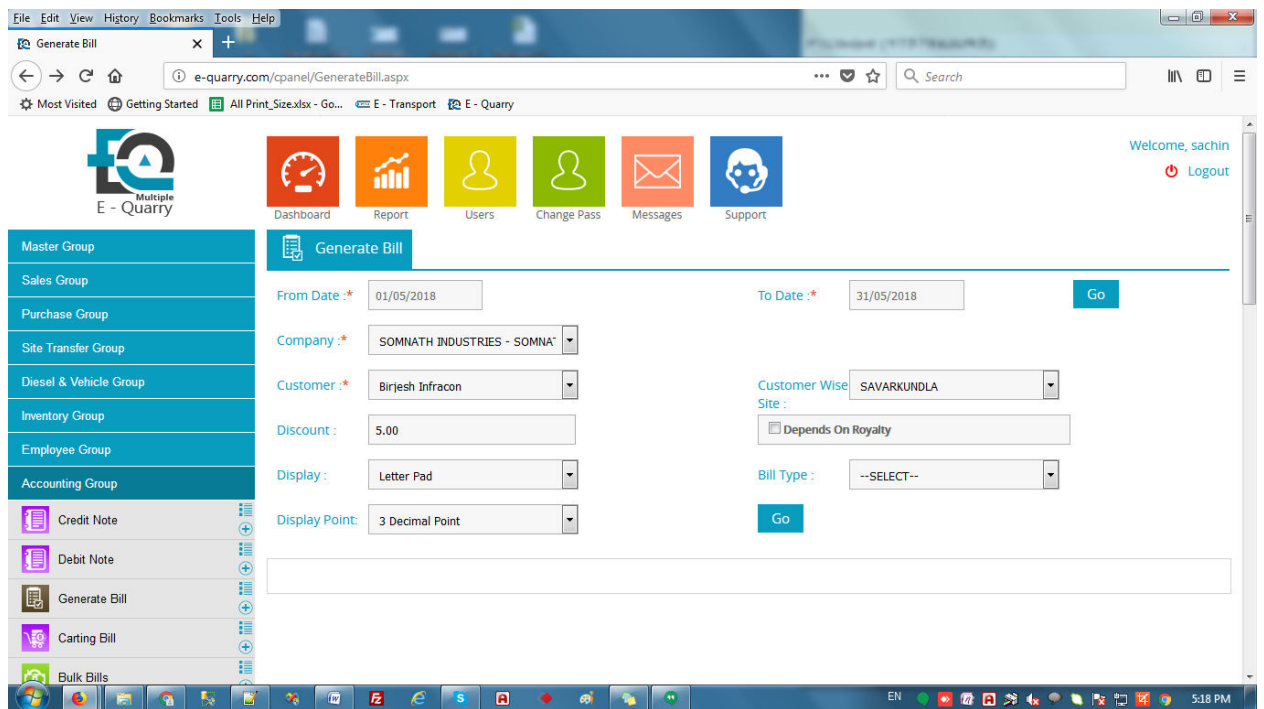 File Edit View History Bookmarks Tools Help
Generate Bill
e-quarry.com/cpanel/GenerateBill.aspx
Search
Most Visited Getting Started All Print_Size.xlsx - Go... E - Transport E - Quarry
Multiple
E - Quarry
Dashboard Report Users Change Pass Messages Support
Welcome, sachin
Logout
Master Group
Sales Group
Purchase Group
Site Transfer Group
Diesel & Vehicle Group
Inventory Group
Employee Group
Accounting Group
Credit Note
Debit Note
Generate Bill
Carting Bill
Bulk Bills
Generate Bill
From Date :* 01/05/2018 To Date :* 31/05/2018 Go
Company :* SOMNATH INDUSTRIES - SOMNAT
Customer :* Birjesh Infracon Customer Wise Site : SAVARKUNDLA
Discount : 5.00 Depends On Royalty
Display : Letter Pad Bill Type : --SELECT--
Display Point: 3 Decimal Point Go
EN 5:18 PM